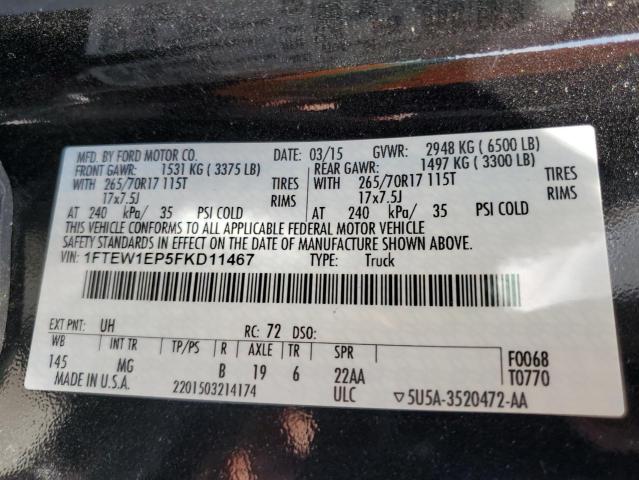 MFD. BY FORD MOTOR CO. DATE: 03/15 GVWR: 2948 KG ( 6500 LB)
FRONT GAWR: 1531 KG ( 3375 LB) REAR GAWR: 1497 KG ( 3300 LB)
WITH 265/70R17 115T TIRES WITH 265/70R17 115T TIRES
17x7.5J RIMS 17x7.5J RIMS
AT 240 kPa/ 35 PSI COLD AT 240 kPa/ 35 PSI COLD
THIS VEHICLE CONFORMS TO ALL APPLICABLE FEDERAL MOTOR VEHICLE
SAFETY STANDARDS IN EFFECT ON THE DATE OF MANUFACTURE SHOWN ABOVE.
VIN: 1FTEW1EP5FKD11467 TYPE: Truck
EXT PNT: UH RC: 72 DSO:
WB TP/PS R AXLE TR SPR F0068
145 MG B 19 6 22AA T0770
MADE IN U.S.A. 2201503214174 ULC ▽5U5A-3520472-AA